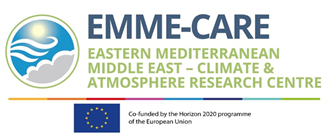 EMME-CARE
EASTERN MEDITERRANEAN
MIDDLE EAST – CLIMATE &
ATMOSPHERE RESEARCH CENTRE
Co-funded by the Horizon 2020 programme
of the European Union